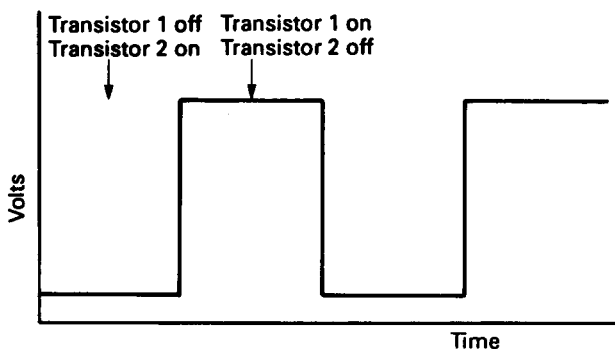 Transistor 1 off
Transistor 2 on
Transistor 1 on
Transistor 2 off
Volts
Time